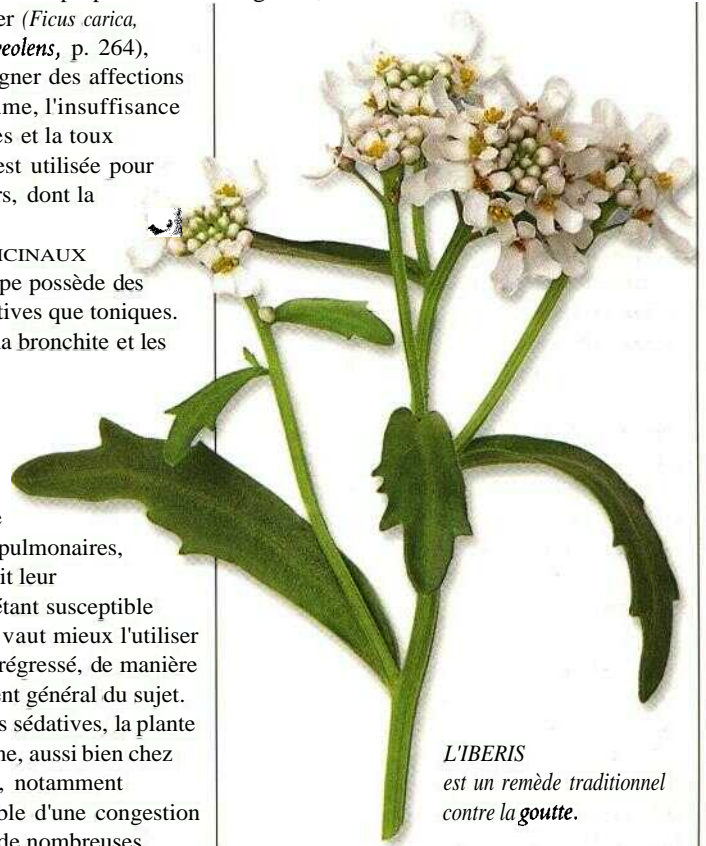 er (Ficus carica,
veolens, p. 264),
gner des affections
me, l'insuffisance
es et la toux
est utilisée pour
rs, dont la
ICINAUX
pe possède des
tives que toniques.
a bronchite et les
e
pulmonaires,
it leur
étant susceptible
vaut mieux l'utiliser
régressé, de manière
ent général du sujet.
s sédatives, la plante
ne, aussi bien chez
, notamment
ble d'une congestion
de nombreuses
L'IBERIS
est un remède traditionnel
contre la goutte.